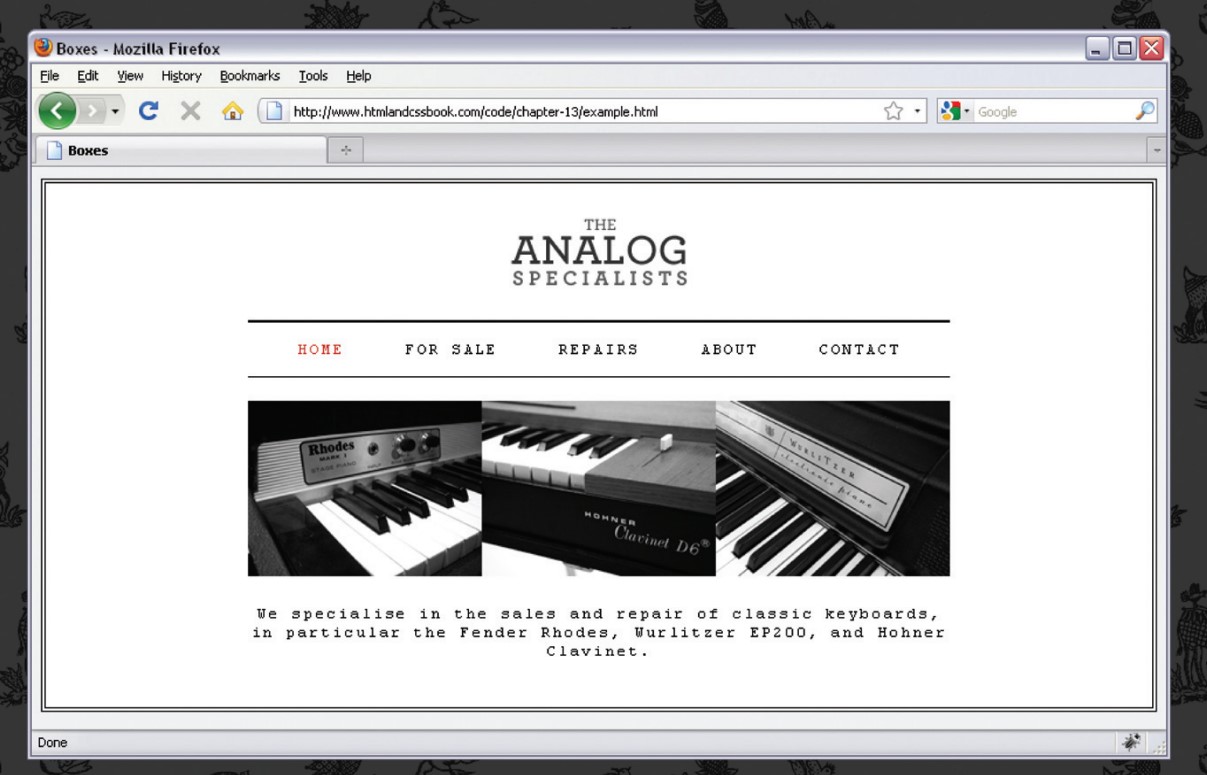 Boxes - Mozilla Firefox
File Edit View History Bookmarks Tools Help
http://www.htmlandcssbook.com/code/chapter-13/example.html
Google
Boxes
THE
ANALOG
SPECIALISTS
HOME FOR SALE REPAIRS ABOUT CONTACT
Rhodes
MARK I
STAGE PIANO
INPUT
HOHNER
Clavinet D6®
WURLITZER
electronic piano
We specialise in the sales and repair of classic keyboards,
in particular the Fender Rhodes, Wurlitzer EP200, and Hohner
Clavinet.
Done